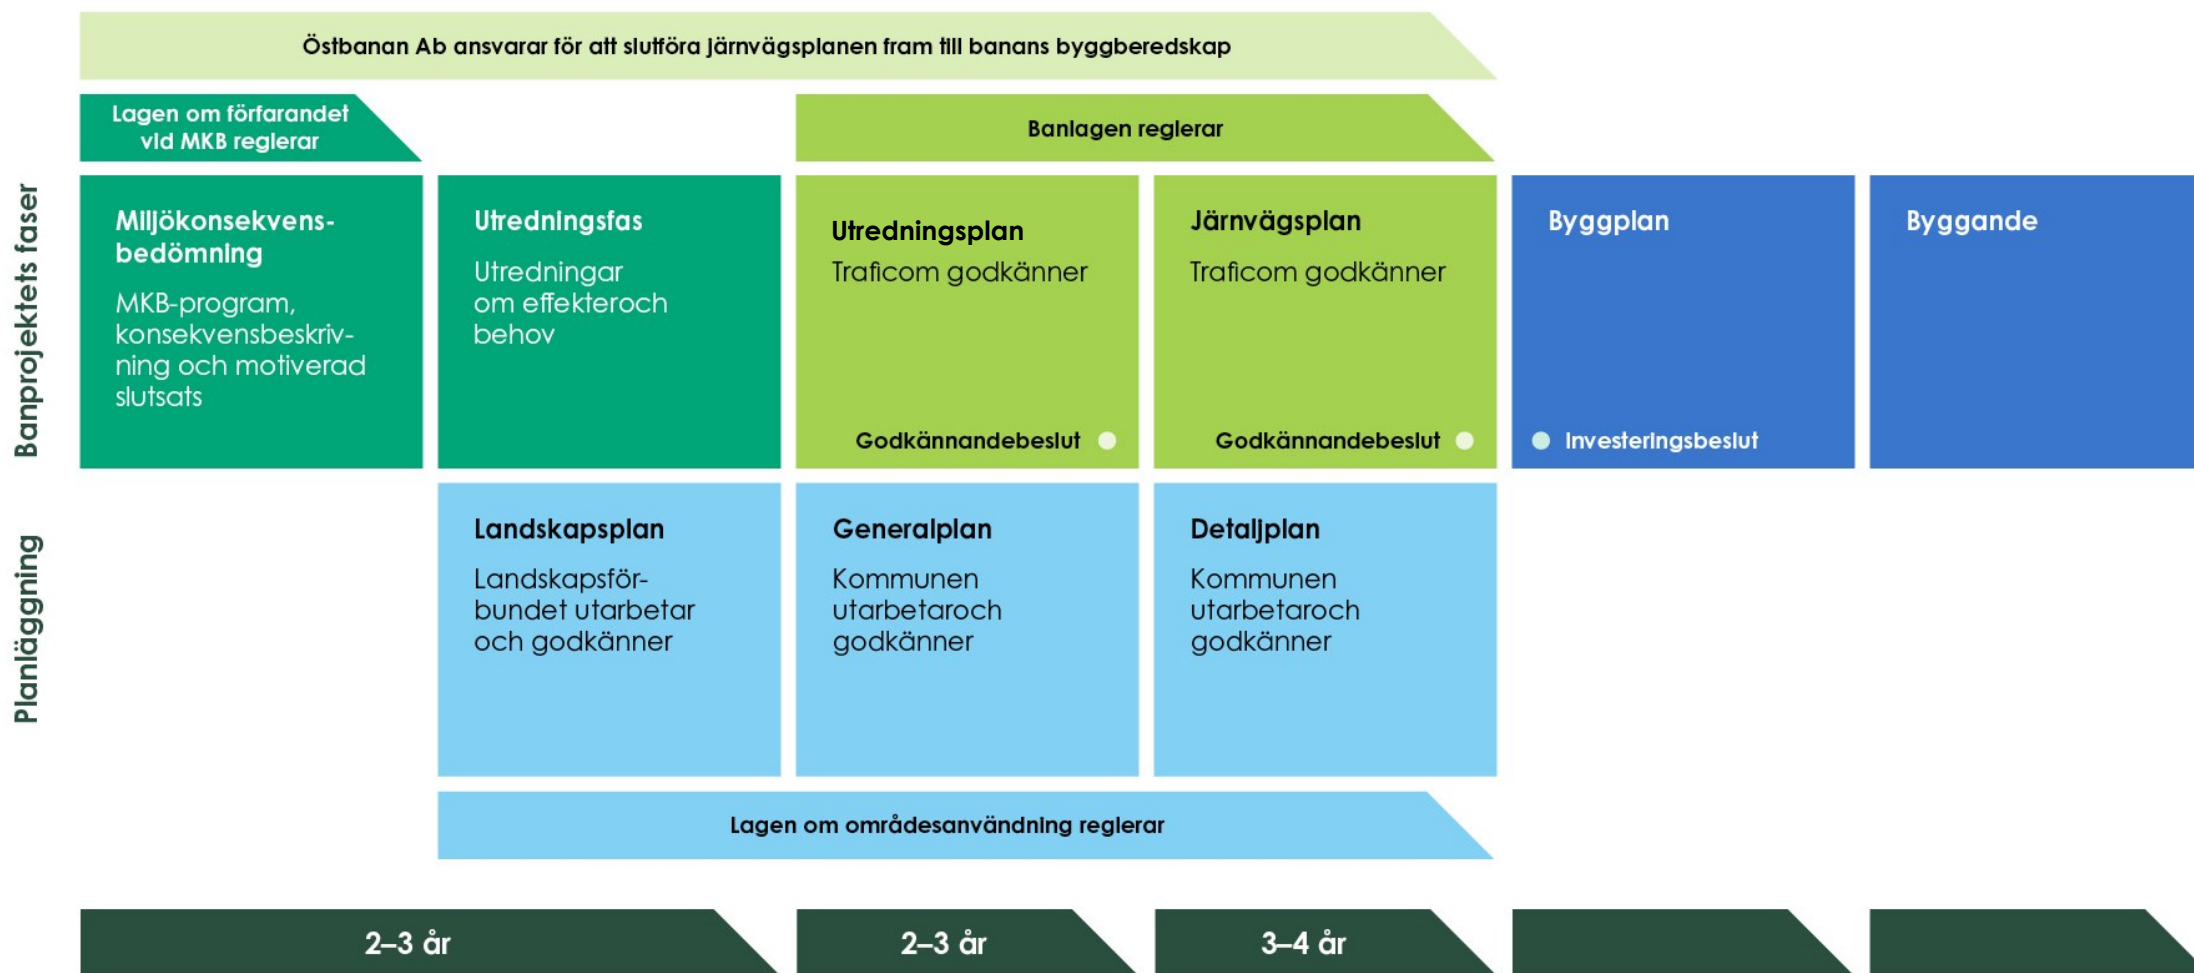 Östbanan Ab ansvarar för att slutföra järnvägsplanen fram till banans byggberedskap
Lagen om förfarandet
vid MKB reglerar
Banlagen reglerar
Banprojektets faser
Miljökonsekvens-
bedömning
MKB-program,
konsekvensbeskriv-
ning och motiverad
slutsats
Utredningsfas
Utredningar
om effekteroch
behov
Utredningsplan
Traficom godkänner
Godkännandebeslut
Järnvägsplan
Traficom godkänner
Godkännandebeslut
Byggplan
Investeringsbeslut
Byggande
Planläggning
Landskapsplan
Landskapsför-
bundet utarbetar
och godkänner
Generalplan
Kommunen
utarbetaroch
godkänner
Detaljplan
Kommunen
utarbetaroch
godkänner
Lagen om områdesanvändning reglerar
2–3 år
2–3 år
3–4 år